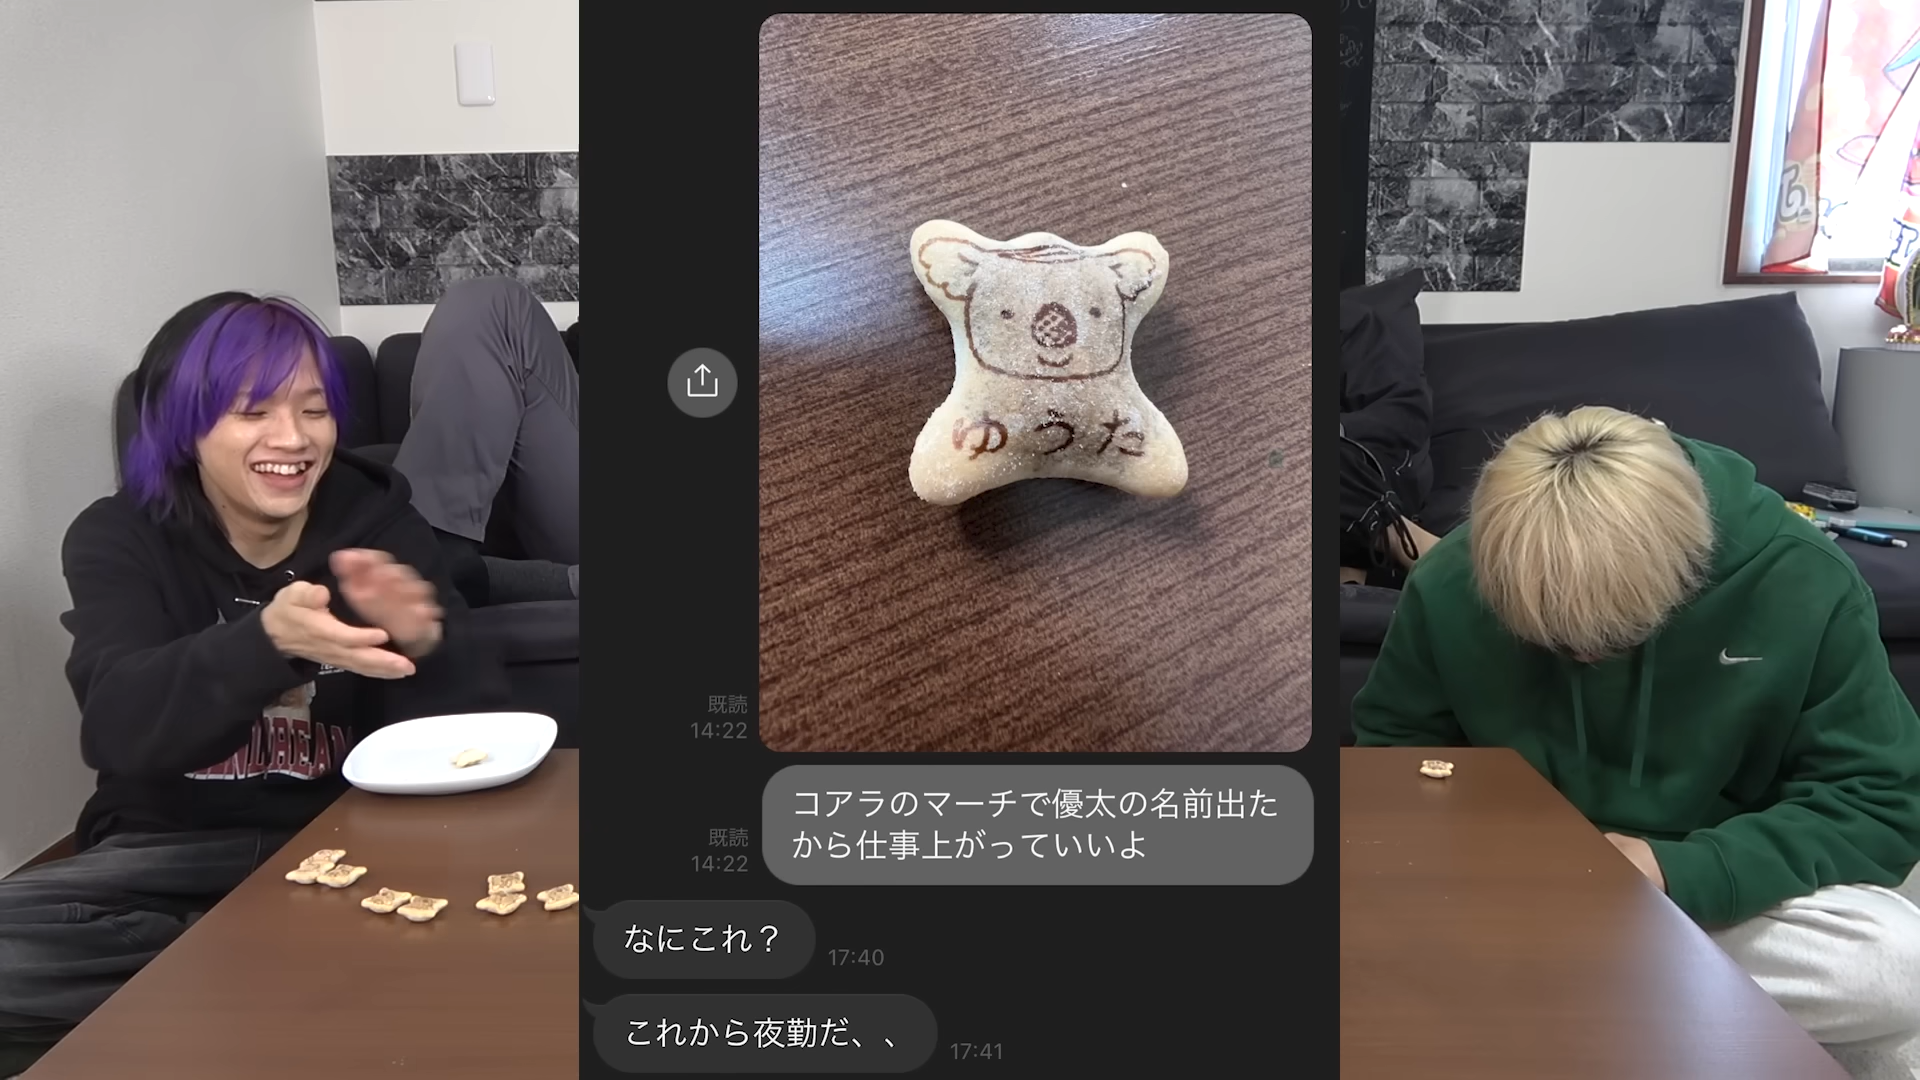 ゆうた
既読
14:22
コアラのマーチで優太の名前出た
から仕事上がっていいよ
既読
14:22
なにこれ？
17:40
これから夜勤だ、、
17:41